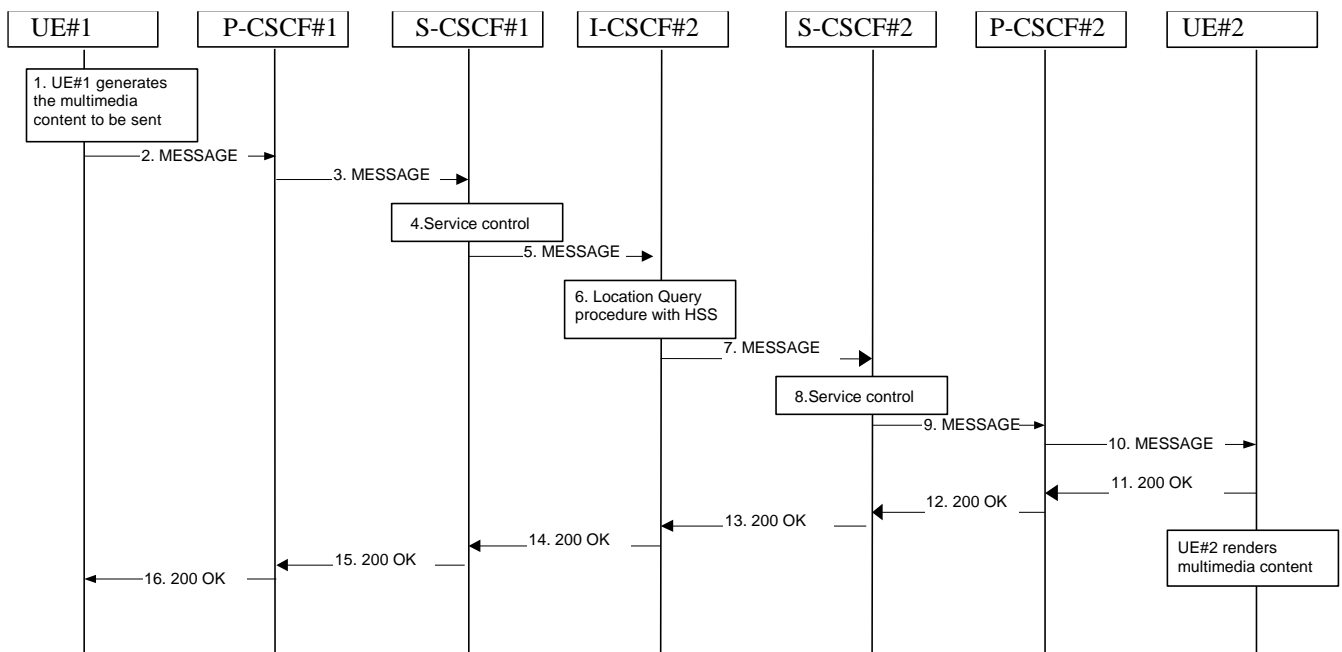 UE#1 P-CSCF#1 S-CSCF#1 I-CSCF#2 S-CSCF#2 P-CSCF#2 UE#2
1. UE#1 generates
the multimedia
content to be sent
2. MESSAGE
3. MESSAGE
4.Service control
5. MESSAGE
6. Location Query
procedure with HSS
7. MESSAGE
8.Service control
9. MESSAGE
10. MESSAGE
11. 200 OK
12. 200 OK
13. 200 OK
14. 200 OK
15. 200 OK
16. 200 OK
UE#2 renders
multimedia content